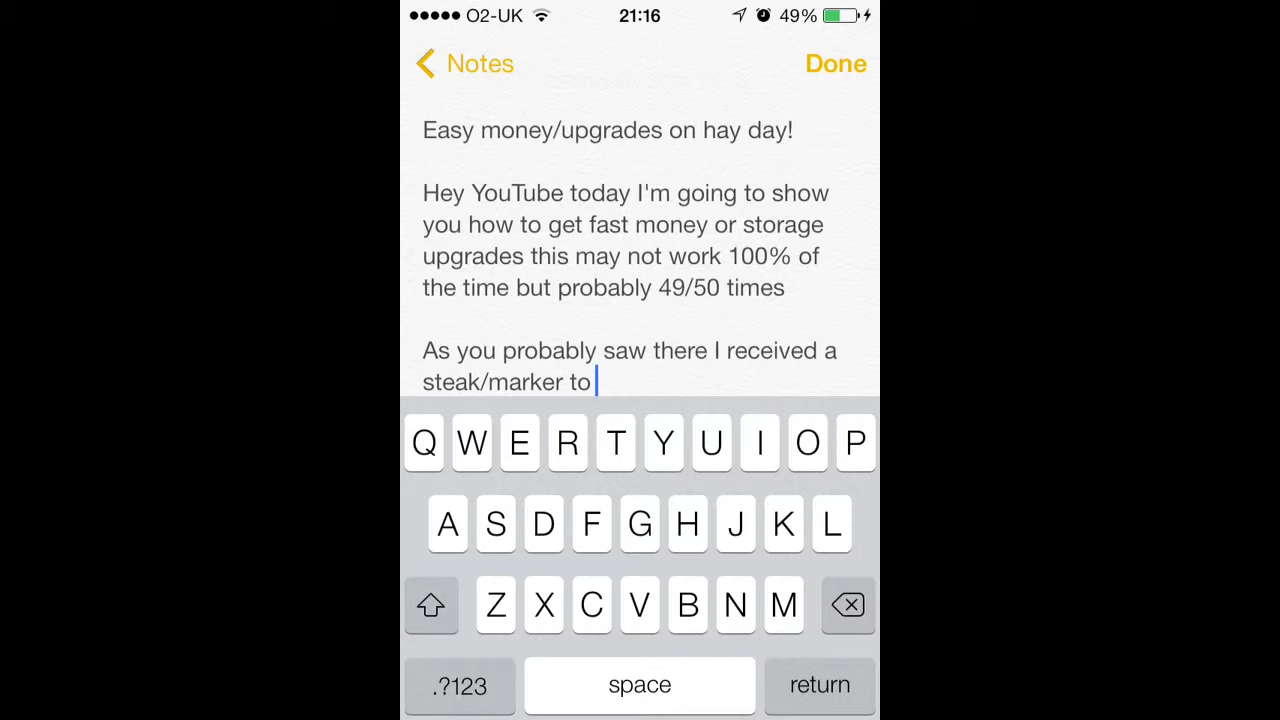 O2-UK 21:16 49%
Notes Done
Easy money/upgrades on hay day!
Hey YouTube today I'm going to show
you how to get fast money or storage
upgrades this may not work 100% of
the time but probably 49/50 times
As you probably saw there I received a
steak/marker to
Q W E R T Y U I O P
A S D F G H J K L
Z X C V B N M
.?123 space return